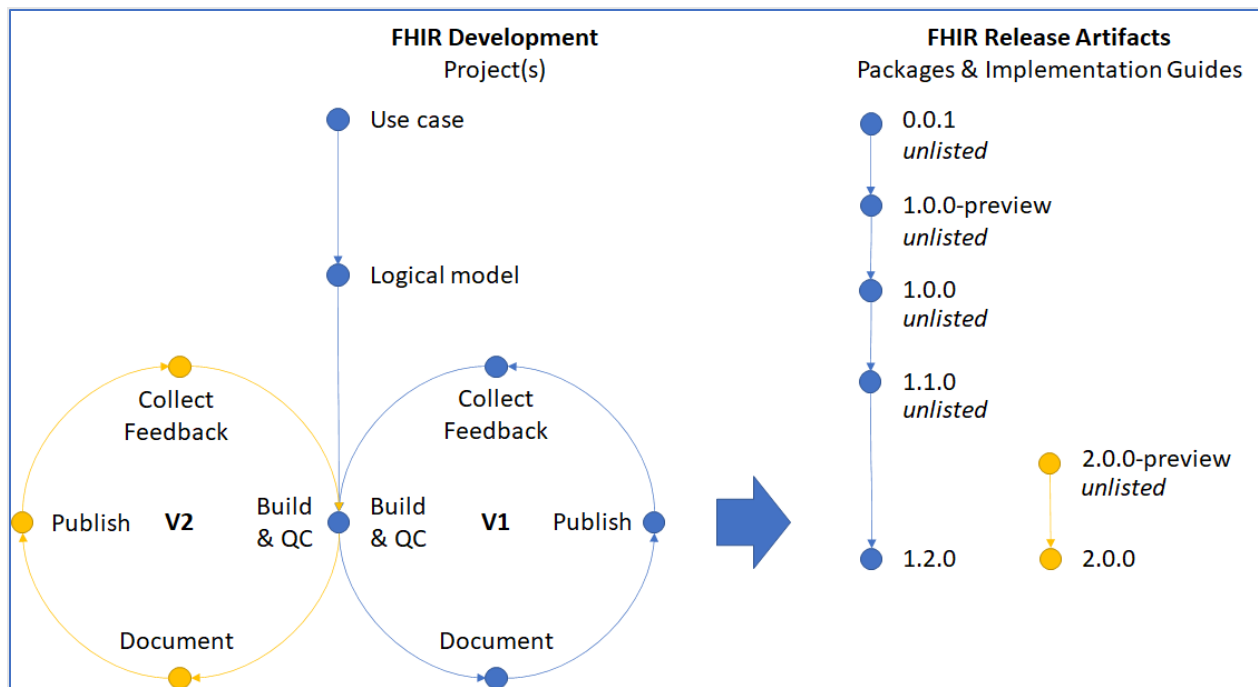 FHIR Development
Project(s)
Use case
Logical model
Collect
Feedback
Publish
V2
Build
& QC
Document
Collect
Feedback
Build
& QC
V1
Publish
Document
FHIR Release Artifacts
Packages & Implementation Guides
0.0.1
unlisted
1.0.0-preview
unlisted
1.0.0
unlisted
1.1.0
unlisted
2.0.0-preview
unlisted
1.2.0
2.0.0